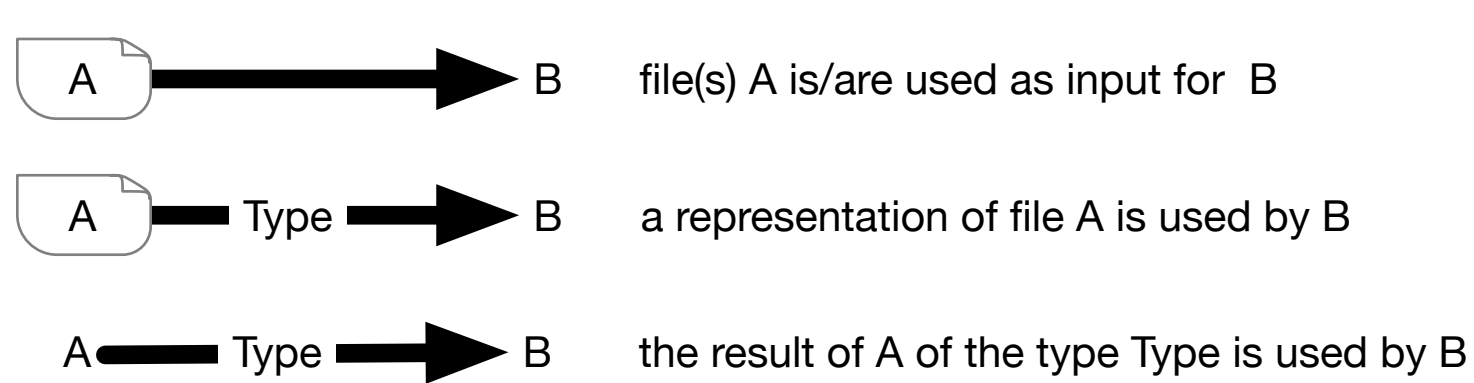 A B file(s) A is/are used as input for B
A Type B a representation of file A is used by B
A Type B the result of A of the type Type is used by B